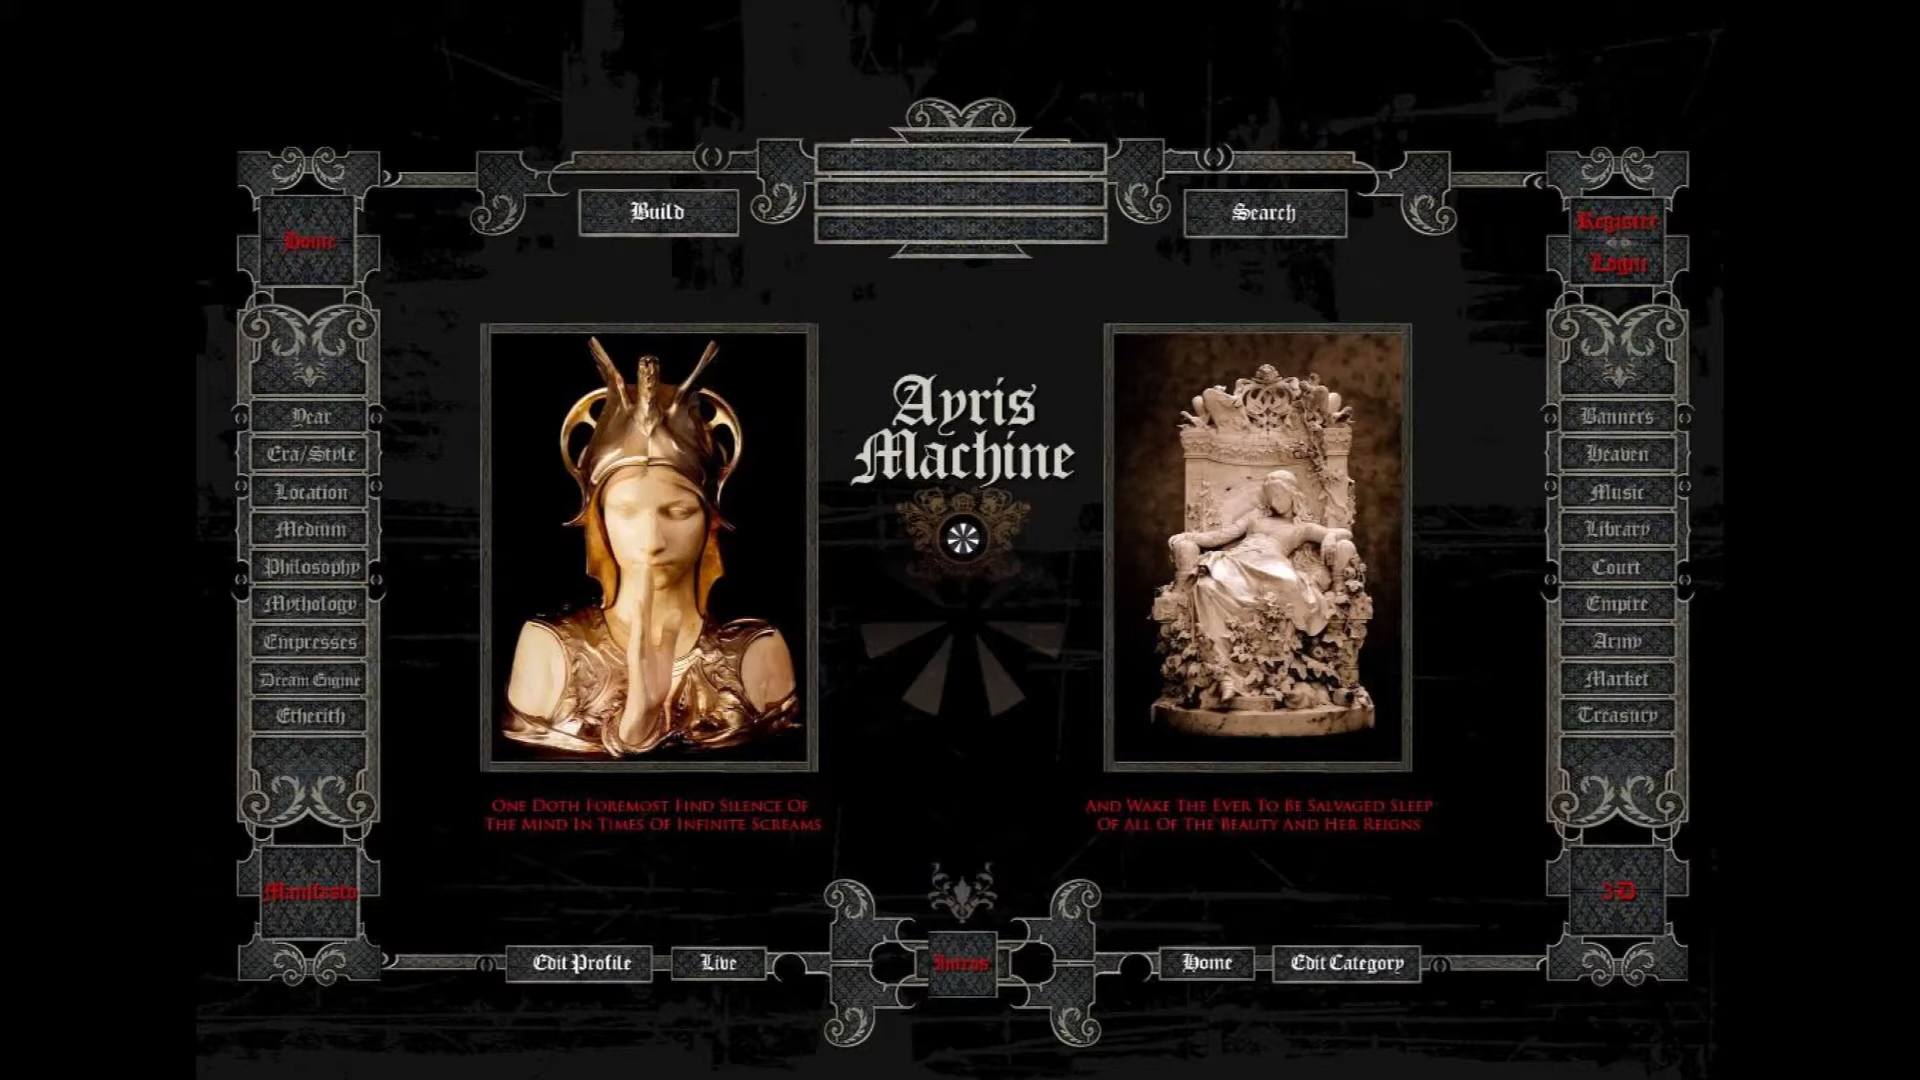 Build
Search
Home
Register
Login
Ayris
Machine
Year
Era/Style
Location
Medium
Philosophy
Mythology
Empresses
Dream Engine
Etherith
Banners
Heaven
Music
Library
Court
Empire
Army
Market
Treasury
One Doth Foremost Find Silence Of
The Mind In Times Of Infinite Screams
And Wake The Ever To Be Salvaged Sleep
Of All Of The Beauty And Her Reigns
Manifesto
3-D
Edit Profile
Live
Intros
Home
Edit Category